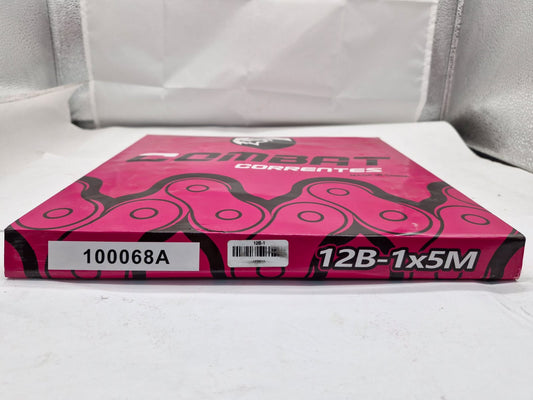 COMBAT
CORRENTES
100068A
12B-1
12B-1x5M